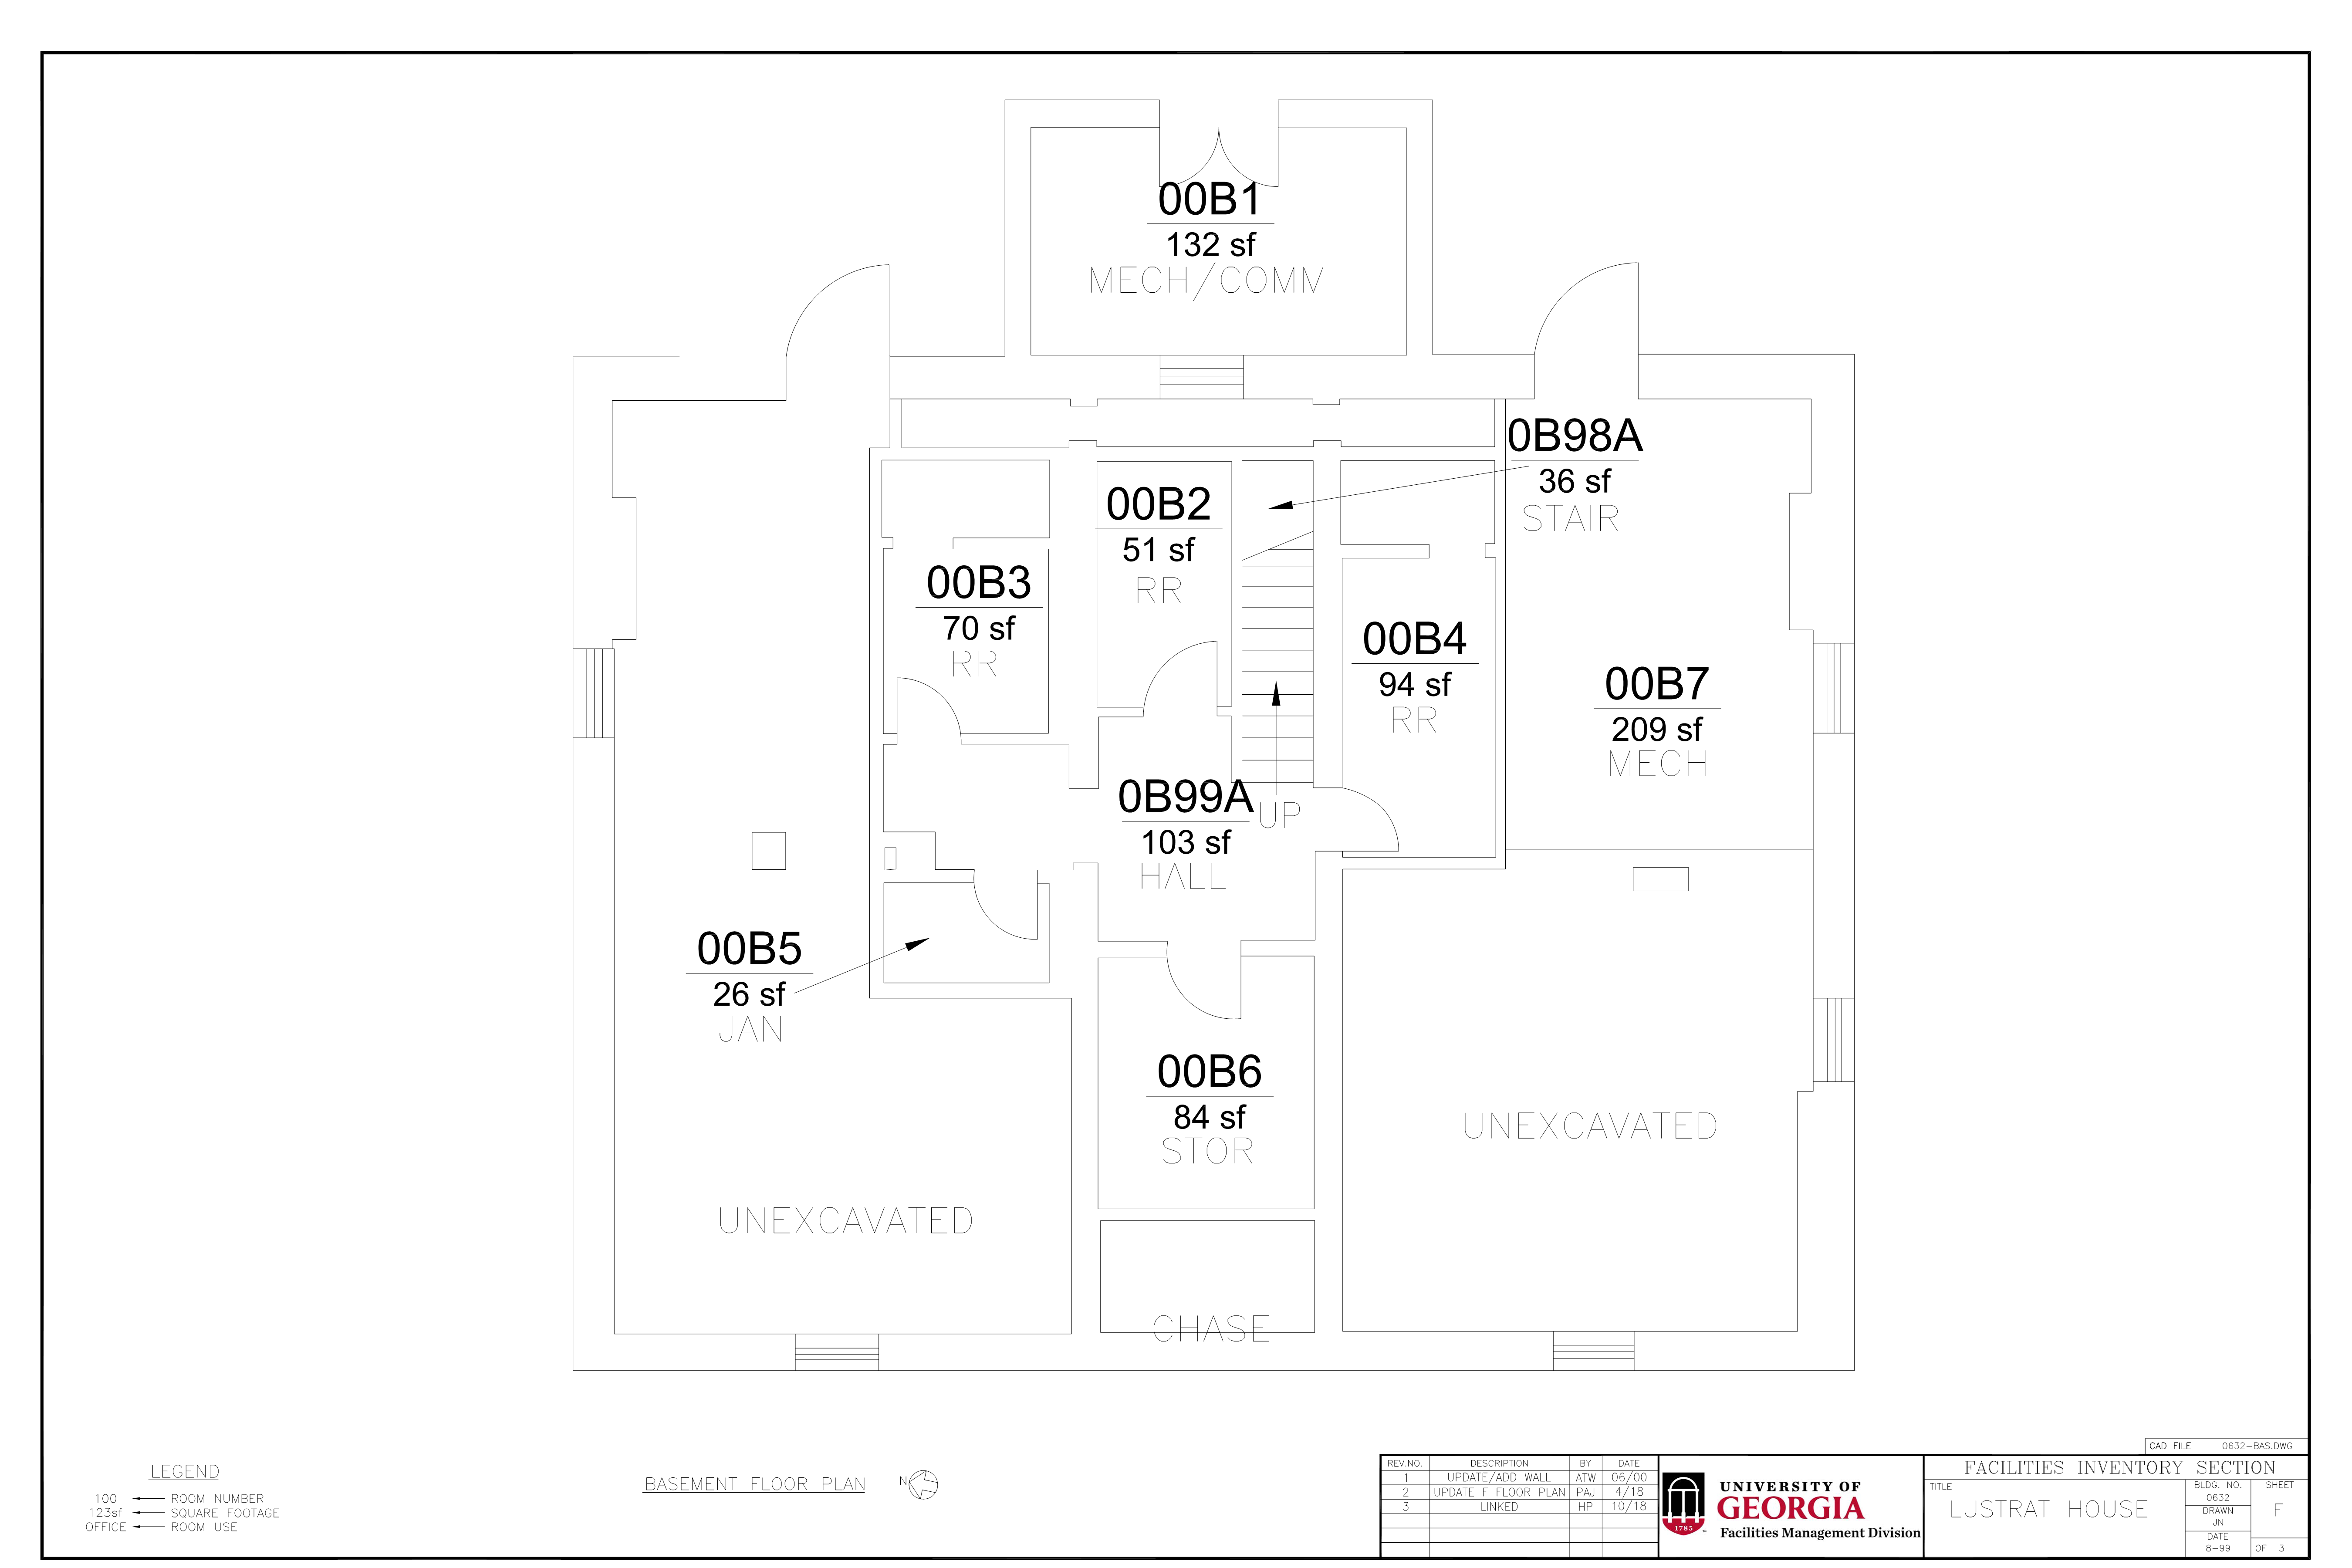 00B1
132 sf
MECH/COMM
0B98A
36 sf
STAIR
00B2
51 sf
RR
00B3
70 sf
RR
00B4
94 sf
RR
00B7
209 sf
MECH
0B99A
103 sf
HALL
UP
00B5
26 sf
JAN
00B6
84 sf
STOR
UNEXCAVATED
UNEXCAVATED
CHASE
LEGEND
100 ROOM NUMBER
123sf SQUARE FOOTAGE
OFFICE ROOM USE
BASEMENT FLOOR PLAN N
CAD FILE 0632-BAS.DWG
REV.NO. DESCRIPTION BY DATE
1 UPDATE/ADD WALL ATW 06/00
2 UPDATE F FLOOR PLAN PAJ 4/18
3 LINKED HP 10/18
1785
UNIVERSITY OF
GEORGIA
Facilities Management Division
FACILITIES INVENTORY SECTION
TITLE
LUSTRAT HOUSE
BLDG. NO.
0632
DRAWN
JN
DATE
8-99
SHEET
F
OF 3